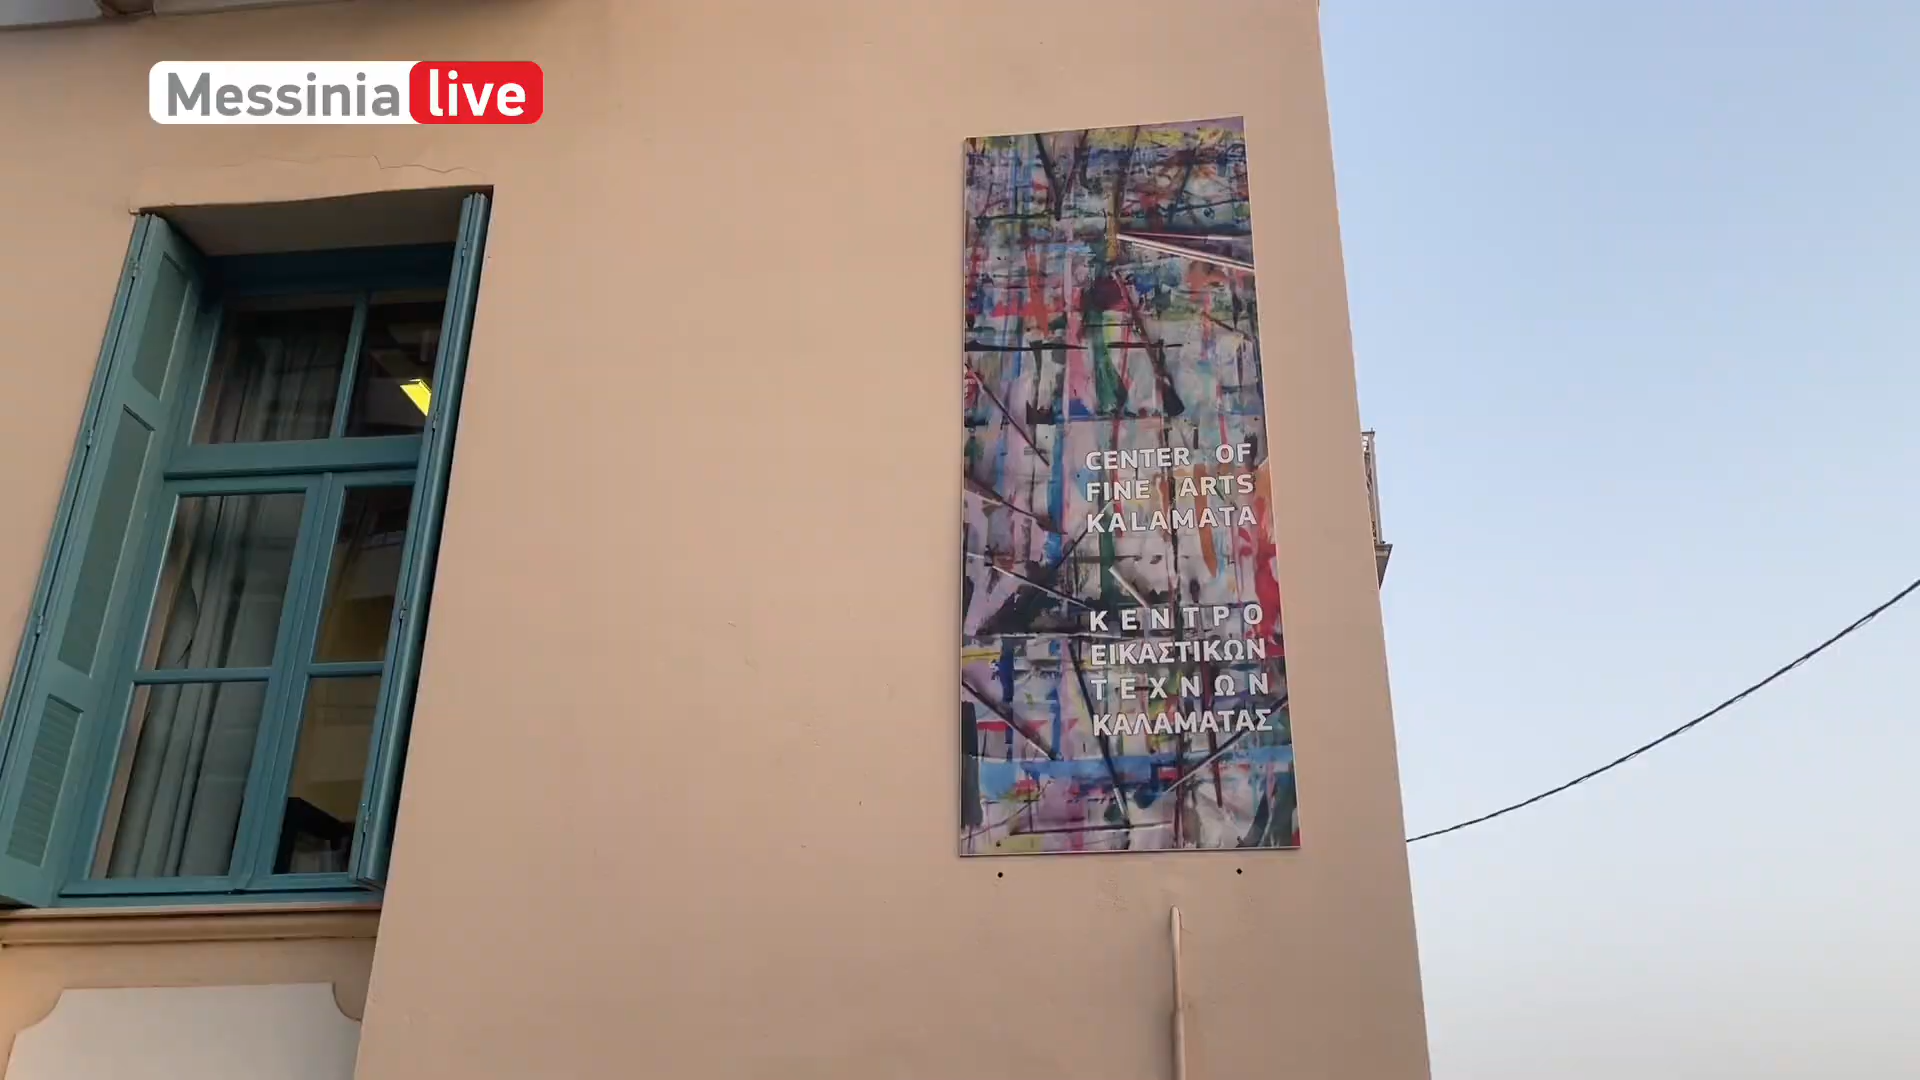 Messinia live
CENTER OF
FINE ARTS
KALAMATA
ΚΕΝΤΡΟ
ΕΙΚΑΣΤΙΚΩΝ
ΤΕΧΝΩΝ
ΚΑΛΑΜΑΤΑΣ